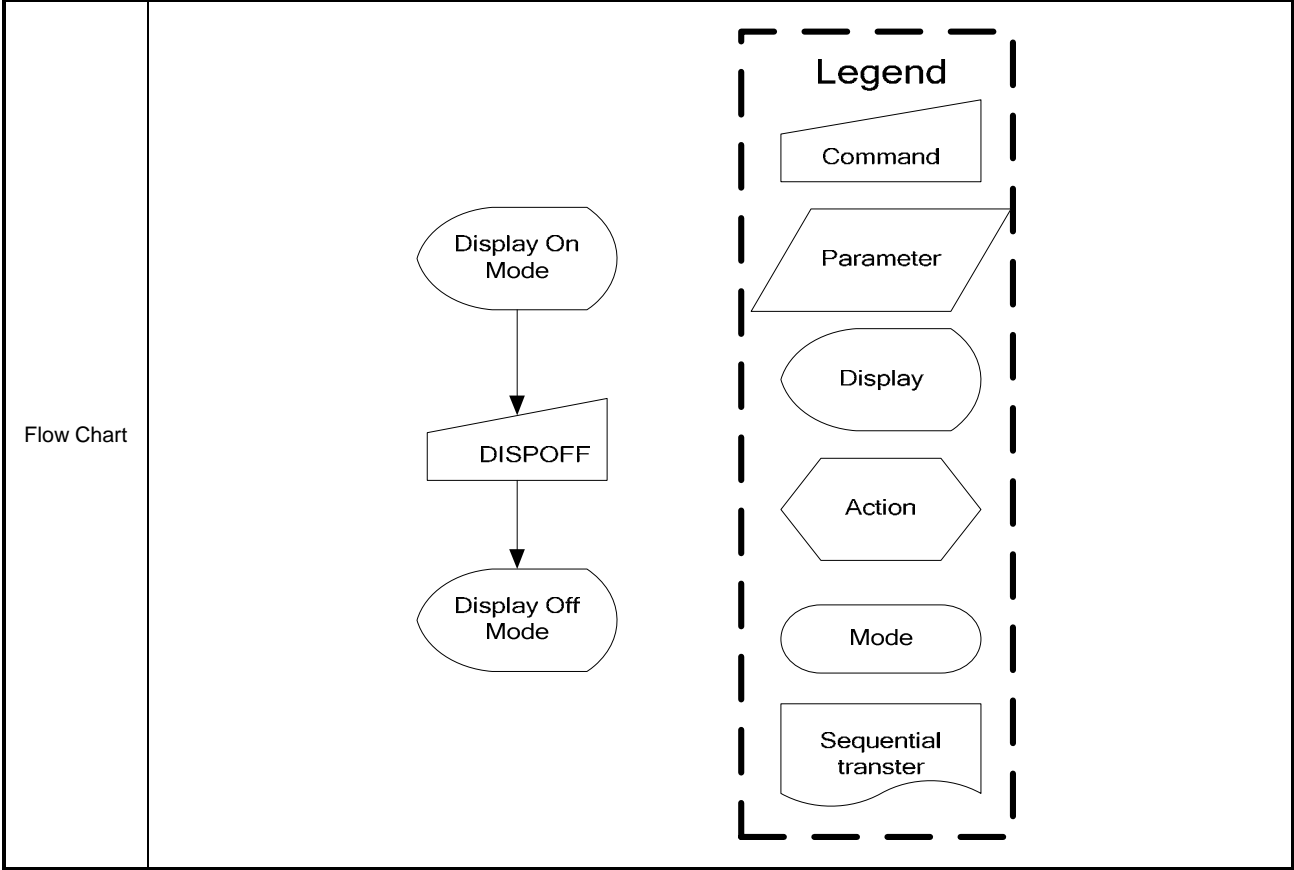 Flow Chart
Display On
Mode
DISPOFF
Display Off
Mode
Legend
Command
Parameter
Display
Action
Mode
Sequential
transter